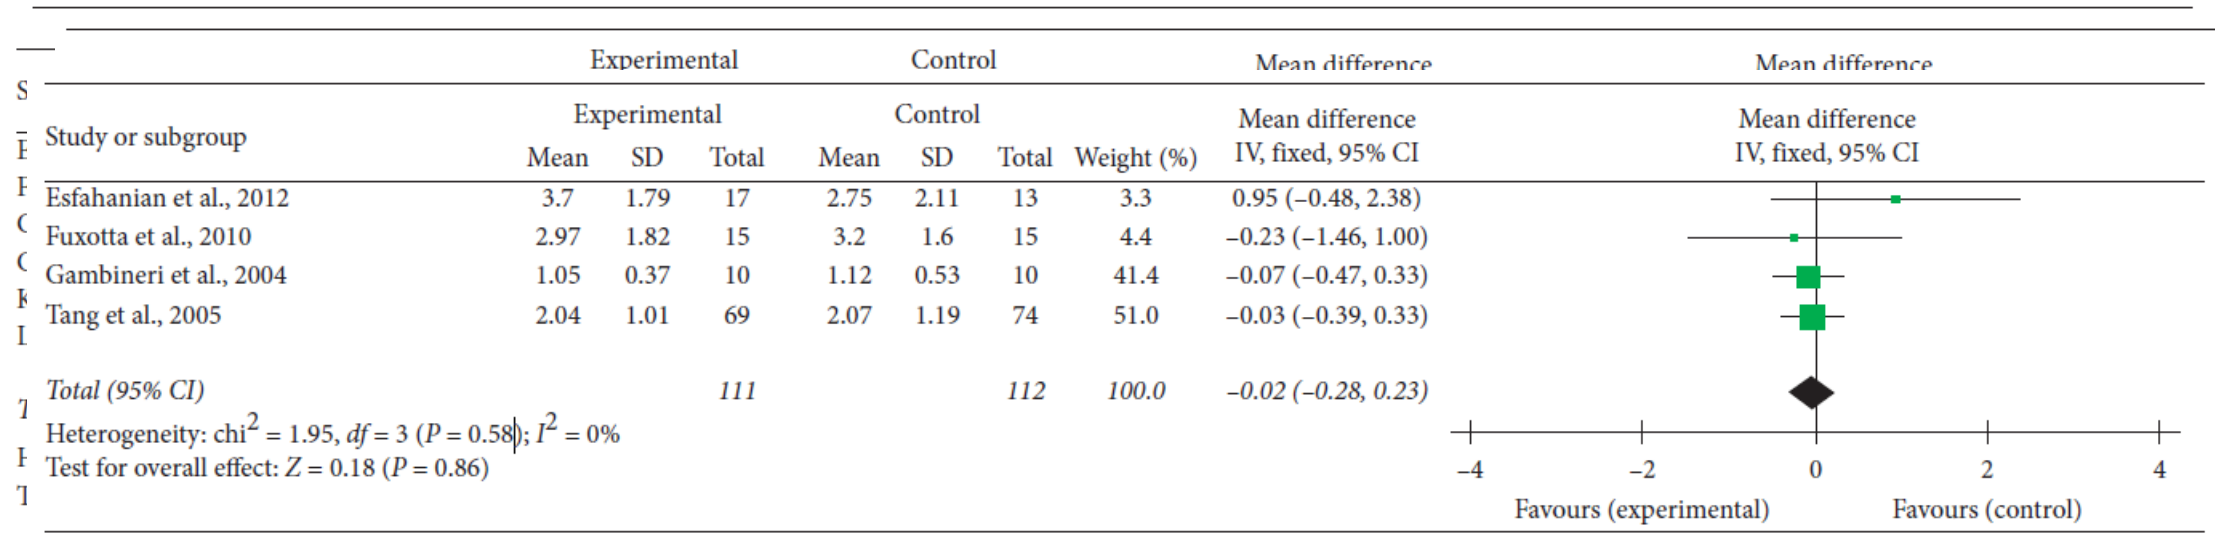 Experimental Control Mean difference Mean difference
S
Experimental Control Mean difference Mean difference
Study or subgroup
Mean SD Total Mean SD Total Weight (%) IV, fixed, 95% CI IV, fixed, 95% CI
Esfahanian et al., 2012 3.7 1.79 17 2.75 2.11 13 3.3 0.95 (–0.48, 2.38)
Fuxotta et al., 2010 2.97 1.82 15 3.2 1.6 15 4.4 –0.23 (–1.46, 1.00)
Gambineri et al., 2004 1.05 0.37 10 1.12 0.53 10 41.4 –0.07 (–0.47, 0.33)
Tang et al., 2005 2.04 1.01 69 2.07 1.19 74 51.0 –0.03 (–0.39, 0.33)
Total (95% CI) 111 112 100.0 –0.02 (–0.28, 0.23)
Heterogeneity: chi² = 1.95, df = 3 (P = 0.58); I² = 0%
Test for overall effect: Z = 0.18 (P = 0.86)
–4 –2 0 2 4
Favours (experimental) Favours (control)